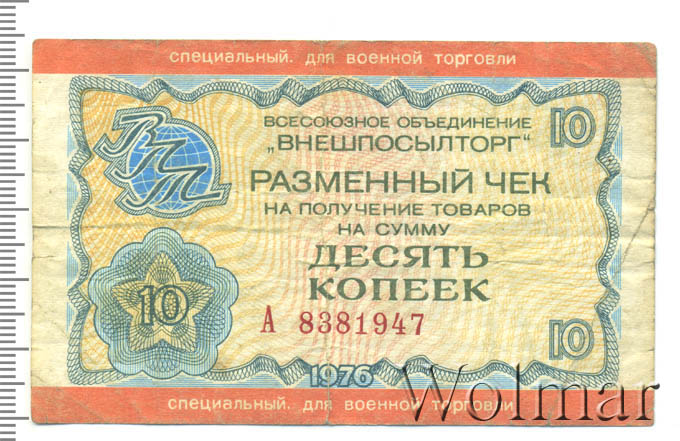 специальный. для военной торговли
ВПТ
ВСЕСОЮЗНОЕ ОБЪЕДИНЕНИЕ
„ВНЕШПОСЫЛТОРГ"
10
РАЗМЕННЫЙ ЧЕК
НА ПОЛУЧЕНИЕ ТОВАРОВ
НА СУММУ
ДЕСЯТЬ
КОПЕЕК
10
А 8381947
10
1976
специальный. для военной торговли
Wolmar